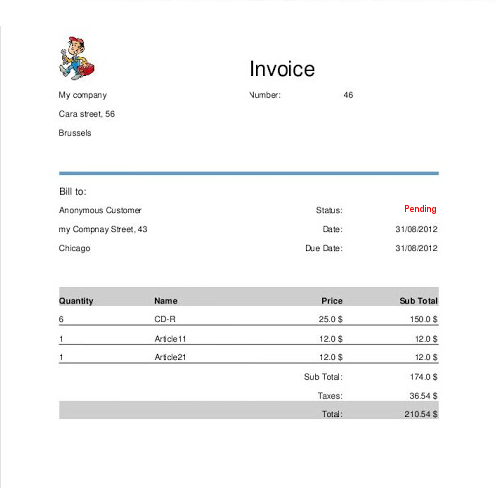 Invoice
My company Number: 46
Cara street, 56
Brussels
Bill to:
Anonymous Customer Status: Pending
my Compnay Street, 43 Date: 31/08/2012
Chicago Due Date: 31/08/2012
Quantity Name Price Sub Total
6 CD-R 25.0 $ 150.0 $
1 Article11 12.0 $ 12.0 $
1 Article21 12.0 $ 12.0 $
Sub Total: 174.0 $
Taxes: 36.54 $
Total: 210.54 $